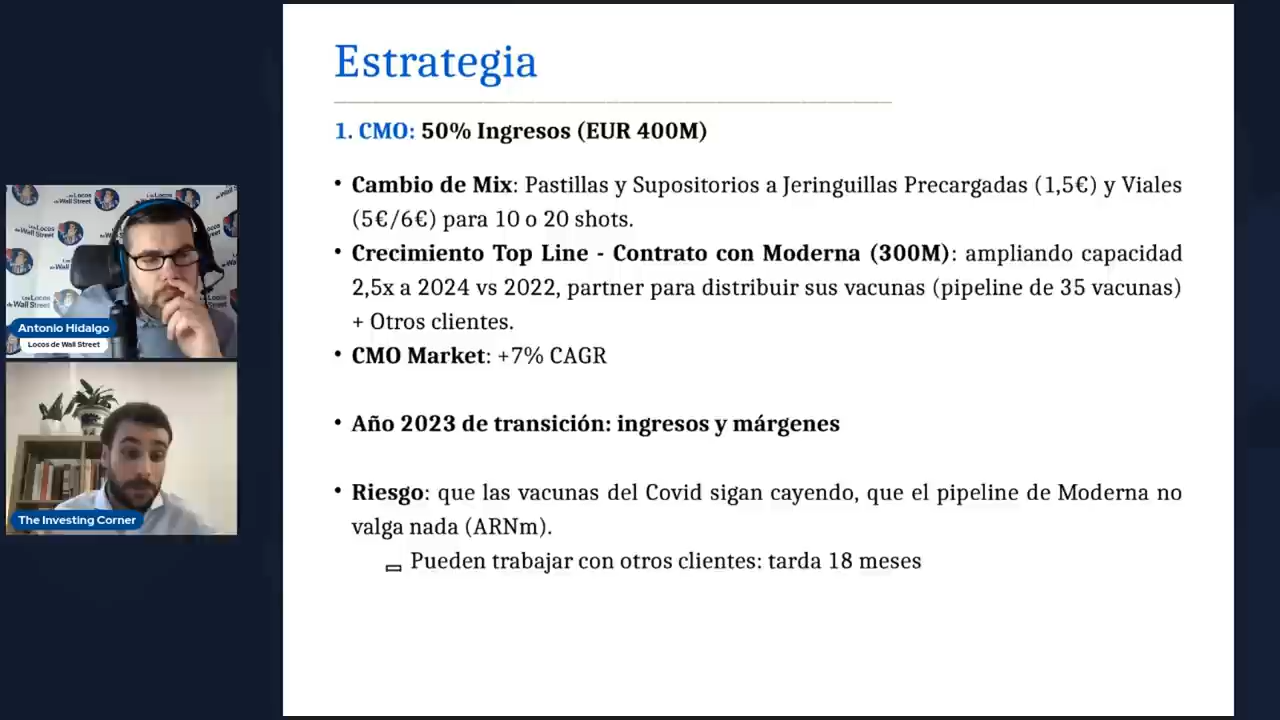 Estrategia
1. CMO: 50% Ingresos (EUR 400M)
• Cambio de Mix: Pastillas y Supositorios a Jeringuillas Precargadas (1,5€) y Viales
(5€/6€) para 10 o 20 shots.
• Crecimiento Top Line - Contrato con Moderna (300M): ampliando capacidad
2,5x a 2024 vs 2022, partner para distribuir sus vacunas (pipeline de 35 vacunas)
+ Otros clientes.
• CMO Market: +7% CAGR
• Año 2023 de transición: ingresos y márgenes
• Riesgo: que las vacunas del Covid sigan cayendo, que el pipeline de Moderna no
valga nada (ARNm).
Pueden trabajar con otros clientes: tarda 18 meses
Antonio Hidalgo
Locos de Wall Street
The Investing Corner